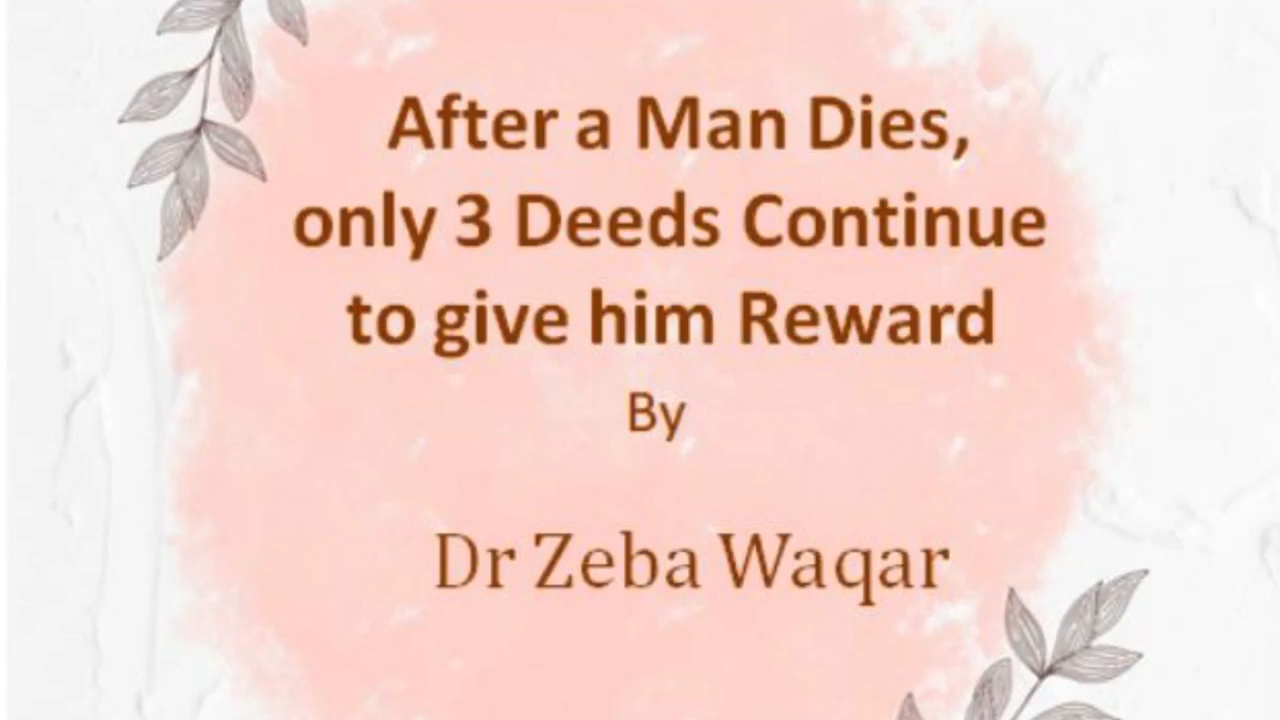 After a Man Dies,
only 3 Deeds Continue
to give him Reward
By
Dr Zeba Waqar